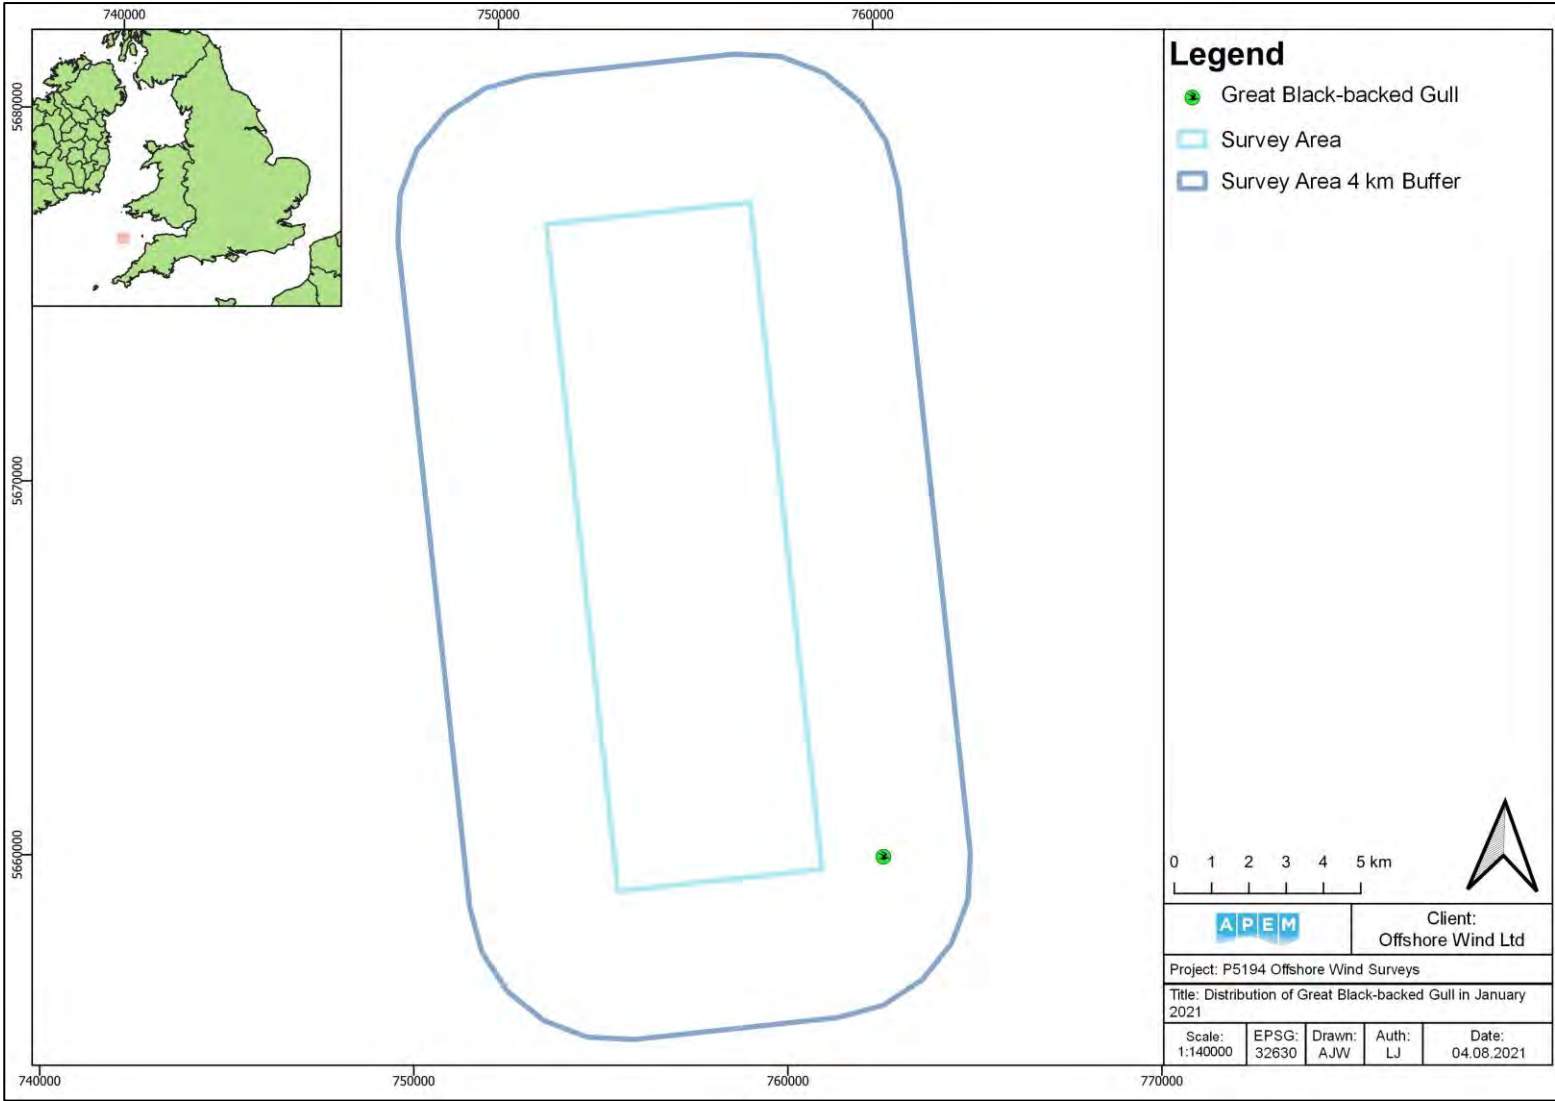 740000
750000
760000
5680000
5670000
5660000
740000
750000
760000
770000
Legend
Great Black-backed Gull
Survey Area
Survey Area 4 km Buffer
0 1 2 3 4 5 km
APEM
Client:
Offshore Wind Ltd
Project: P5194 Offshore Wind Surveys
Title: Distribution of Great Black-backed Gull in January
2021
Scale:
1:140000
EPSG:
32630
Drawn:
AJW
Auth:
LJ
Date:
04.08.2021